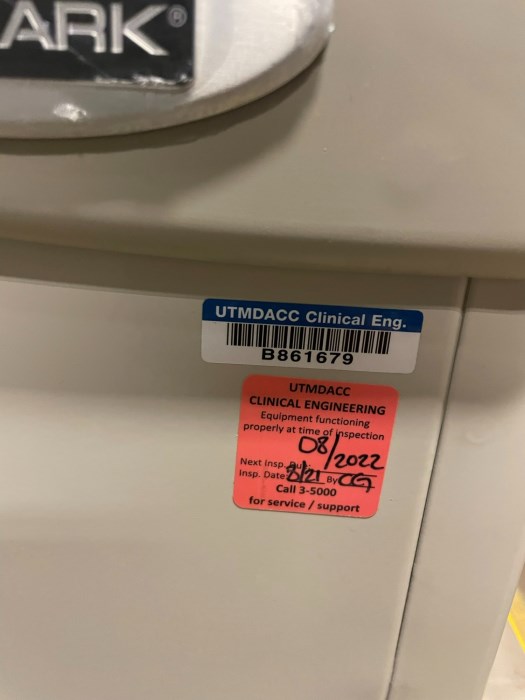 ARK®
UTMDACC Clinical Eng.
B861679
UTMDACC
CLINICAL ENGINEERING
Equipment functioning
properly at time of inspection
08/2022
Next Insp. Due:
Insp. Date: 8/21 By CG
Call 3-5000
for service / support